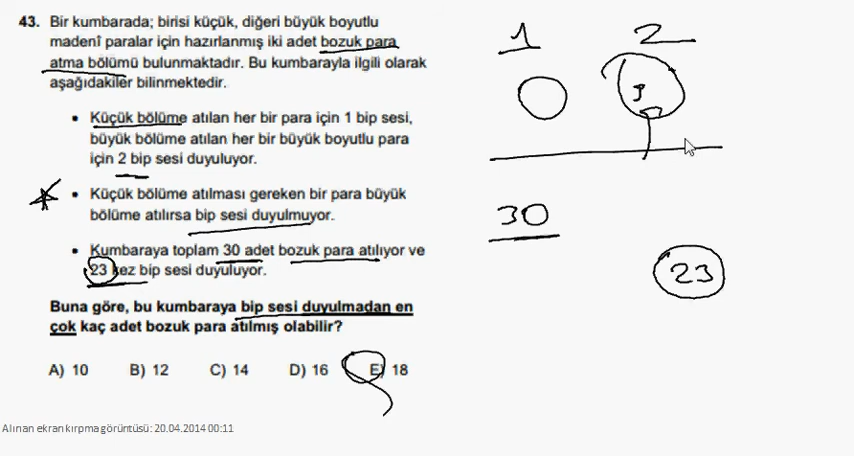 43. Bir kumbarada; birisi küçük, diğeri büyük boyutlu
madenî paralar için hazırlanmış iki adet bozuk para
atma bölümü bulunmaktadır. Bu kumbarayla ilgili olarak
aşağıdakiler bilinmektedir.
• Küçük bölüme atılan her bir para için 1 bip sesi,
büyük bölüme atılan her bir büyük boyutlu para
için 2 bip sesi duyuluyor.
• Küçük bölüme atılması gereken bir para büyük
bölüme atılırsa bip sesi duyulmuyor.
• Kumbaraya toplam 30 adet bozuk para atılıyor ve
23 kez bip sesi duyuluyor.
Buna göre, bu kumbaraya bip sesi duyulmadan en
çok kaç adet bozuk para atılmış olabilir?
A) 10 B) 12 C) 14 D) 16 E) 18
Alınan ekran kırpma görüntüsü: 20.04.2014 00:11
1 2
30
23